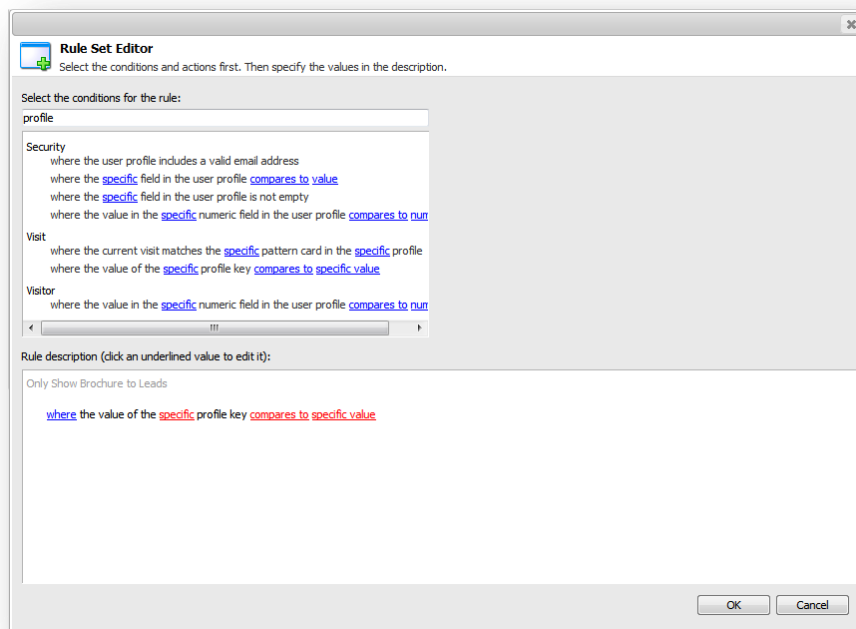 Rule Set Editor
Select the conditions and actions first. Then specify the values in the description.
Select the conditions for the rule:
profile
Security
where the user profile includes a valid email address
where the specific field in the user profile compares to value
where the specific field in the user profile is not empty
where the value in the specific numeric field in the user profile compares to num
Visit
where the current visit matches the specific pattern card in the specific profile
where the value of the specific profile key compares to specific value
Visitor
where the value in the specific numeric field in the user profile compares to num
Rule description (click an underlined value to edit it):
Only Show Brochure to Leads
where the value of the specific profile key compares to specific value
OK Cancel